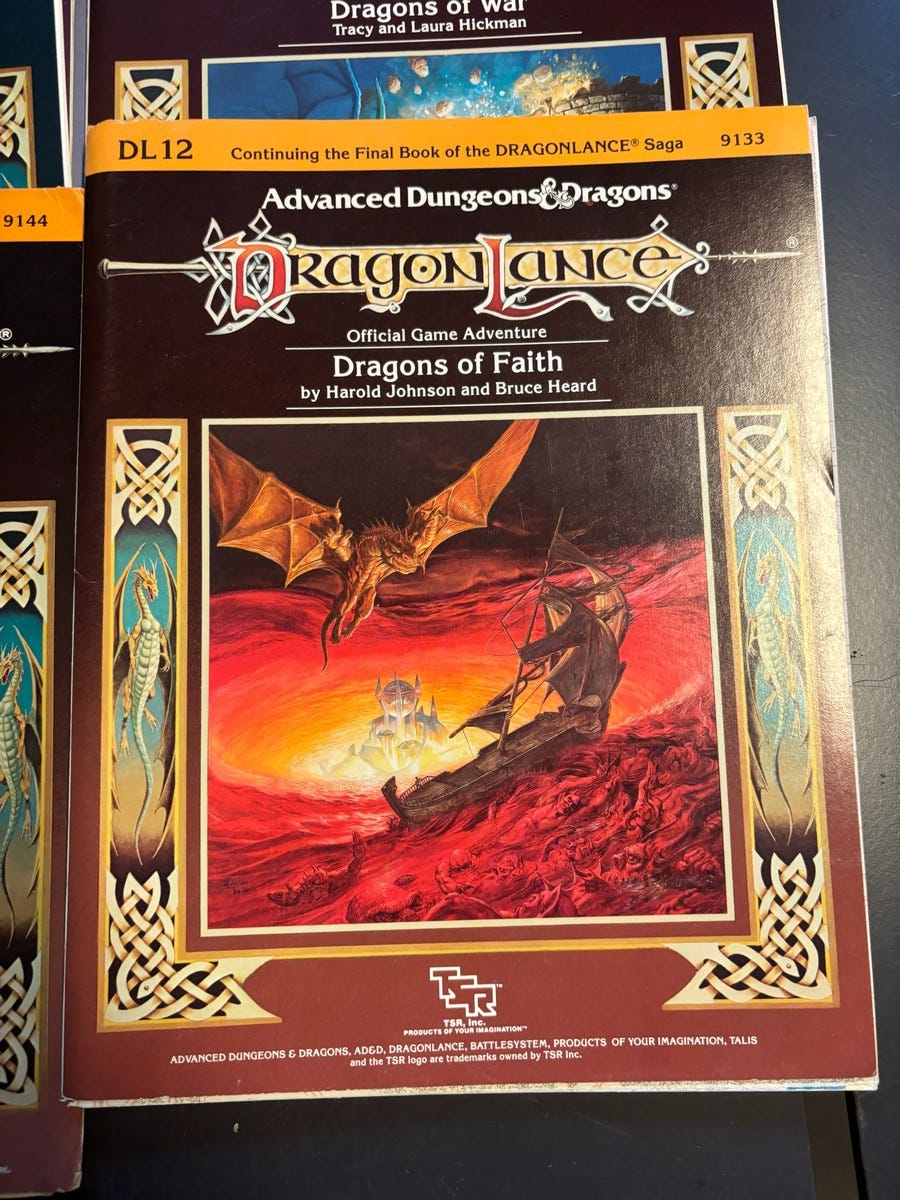 Dragons of War
Tracy and Laura Hickman
DL12
Continuing the Final Book of the DRAGONLANCE® Saga
9133
9144
®
Advanced Dungeons & Dragons®
DRAGONLANCE®
Official Game Adventure
Dragons of Faith
by Harold Johnson and Bruce Heard
TSR™
TSR, Inc.
PRODUCTS OF YOUR IMAGINATION™
ADVANCED DUNGEONS & DRAGONS, AD&D, DRAGONLANCE, BATTLESYSTEM, PRODUCTS OF YOUR IMAGINATION, TALIS
and the TSR logo are trademarks owned by TSR Inc.